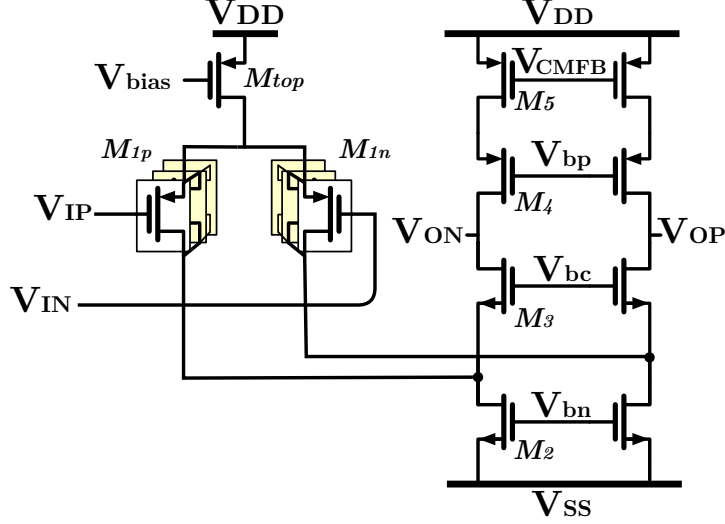 VDD
VDD
Vbias
Mtop
VCMFB
M5
M1p
M1n
Vbp
M4
VIP
VON
VOP
Vbc
VIN
M3
Vbn
M2
VSS